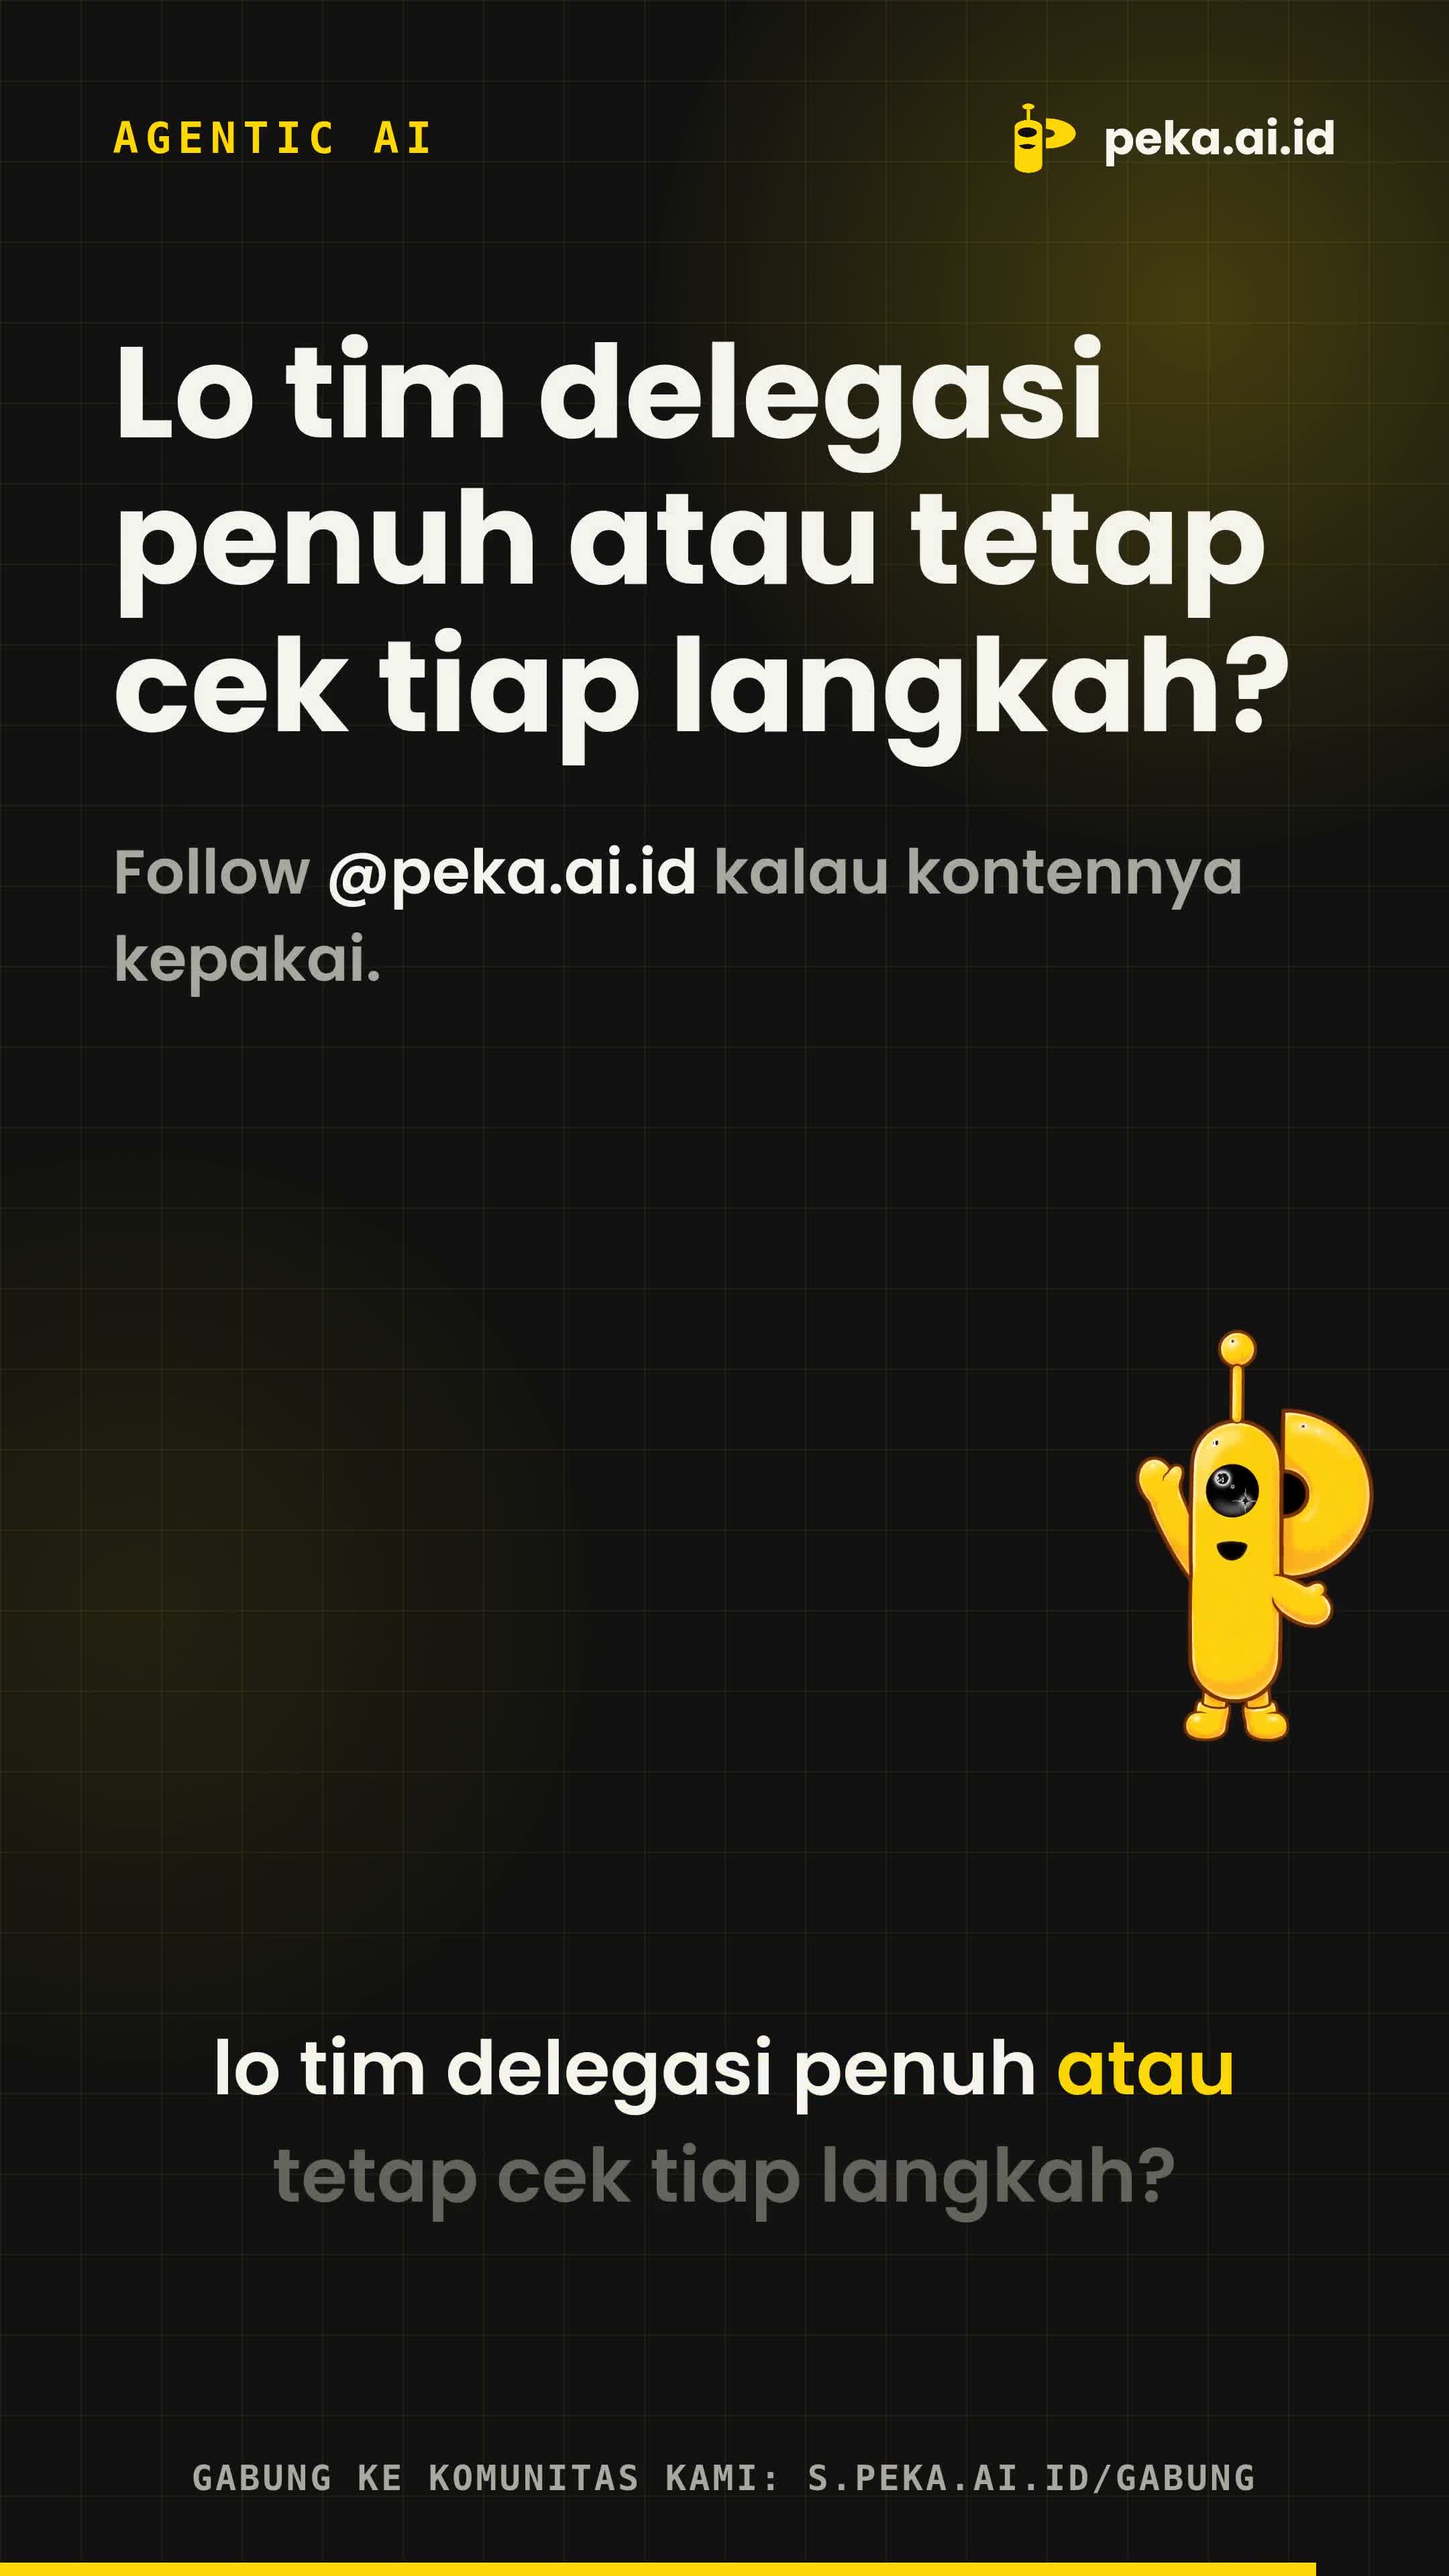 AGENTIC AI
peka.ai.id
Lo tim delegasi
penuh atau tetap
cek tiap langkah?
Follow @peka.ai.id kalau kontennya
kepakai.
lo tim delegasi penuh atau
tetap cek tiap langkah?
GABUNG KE KOMUNITAS KAMI: S.PEKA.AI.ID/GABUNG